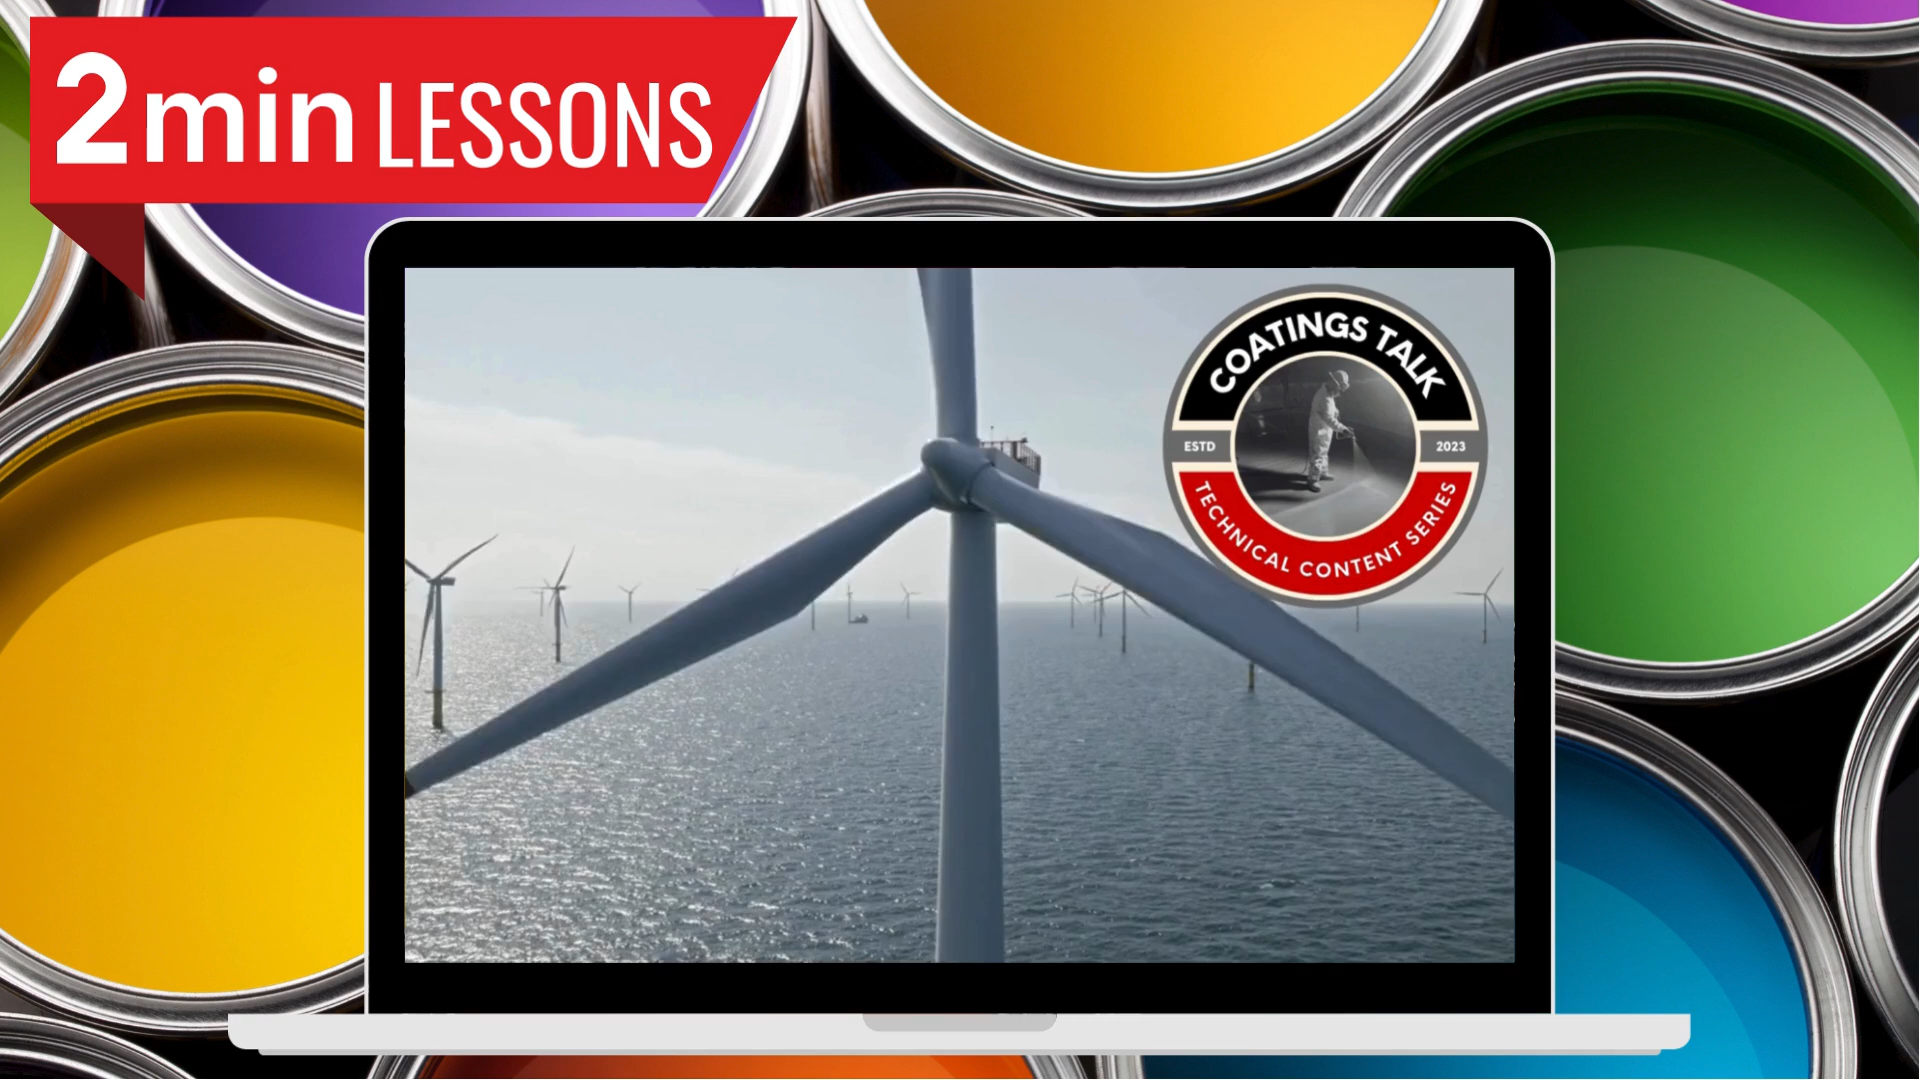 2min LESSONS
COATINGS TALK
ESTD
2023
TECHNICAL CONTENT SERIES